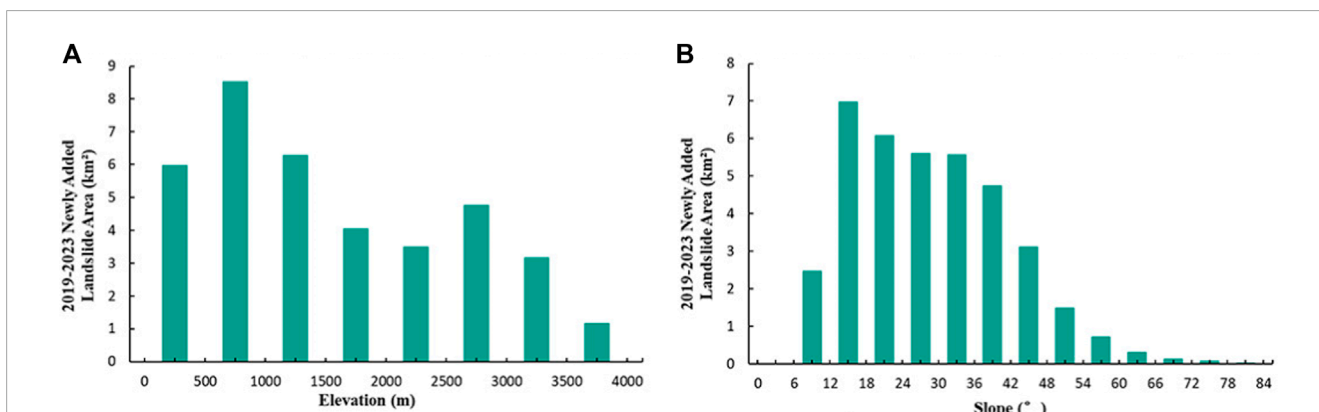 A
9
8
7
6
5
4
3
2
1
0
2019-2023 Newly Added
Landslide Area (km²)
0 500 1000 1500 2000 2500 3000 3500 4000
Elevation (m)
B
8
7
6
5
4
3
2
1
0
2019-2023 Newly Added
Landslide Area (km²)
0 6 12 18 24 30 36 42 48 54 60 66 72 78 84
Slope (° )